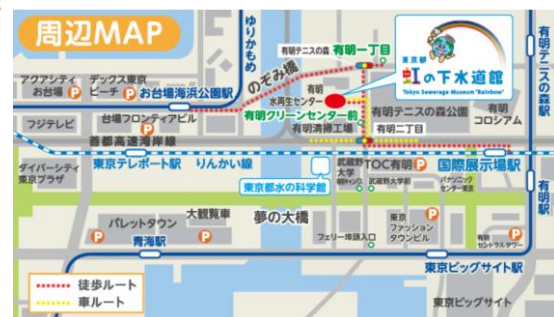 周辺MAP
ゆりかもめ
有明テニスの森
有明一丁目
東京都
虹の下水道館
Tokyo Sewerage Museum "Rainbow"
有明テニスの森駅
のぞみ橋
アクアシティ
お台場
デックス東京
ビーチ
お台場海浜公園駅
有明
水再生センター
台場フロンティアビル
有明グリーンセンター前
有明テニスの森公園
有明
コロシアム
フジテレビ
首都高速湾岸線
有明清掃工場
有明二丁目
ダイバーシティ
東京プラザ
東京テレポート駅
りんかい線
武蔵野
大学
TOC有明
国際展示場駅
武蔵野大学前
パナソニック
センター東京
東京都水の科学館
有明駅
パレットタウン
大観覧車
夢の大橋
東京
ファッション
タウンビル
青海駅
フェリー埠頭入口
有明
セントラルタワー
東京ビッグサイト駅
徒歩ルート
車ルート
東京ビッグサイト